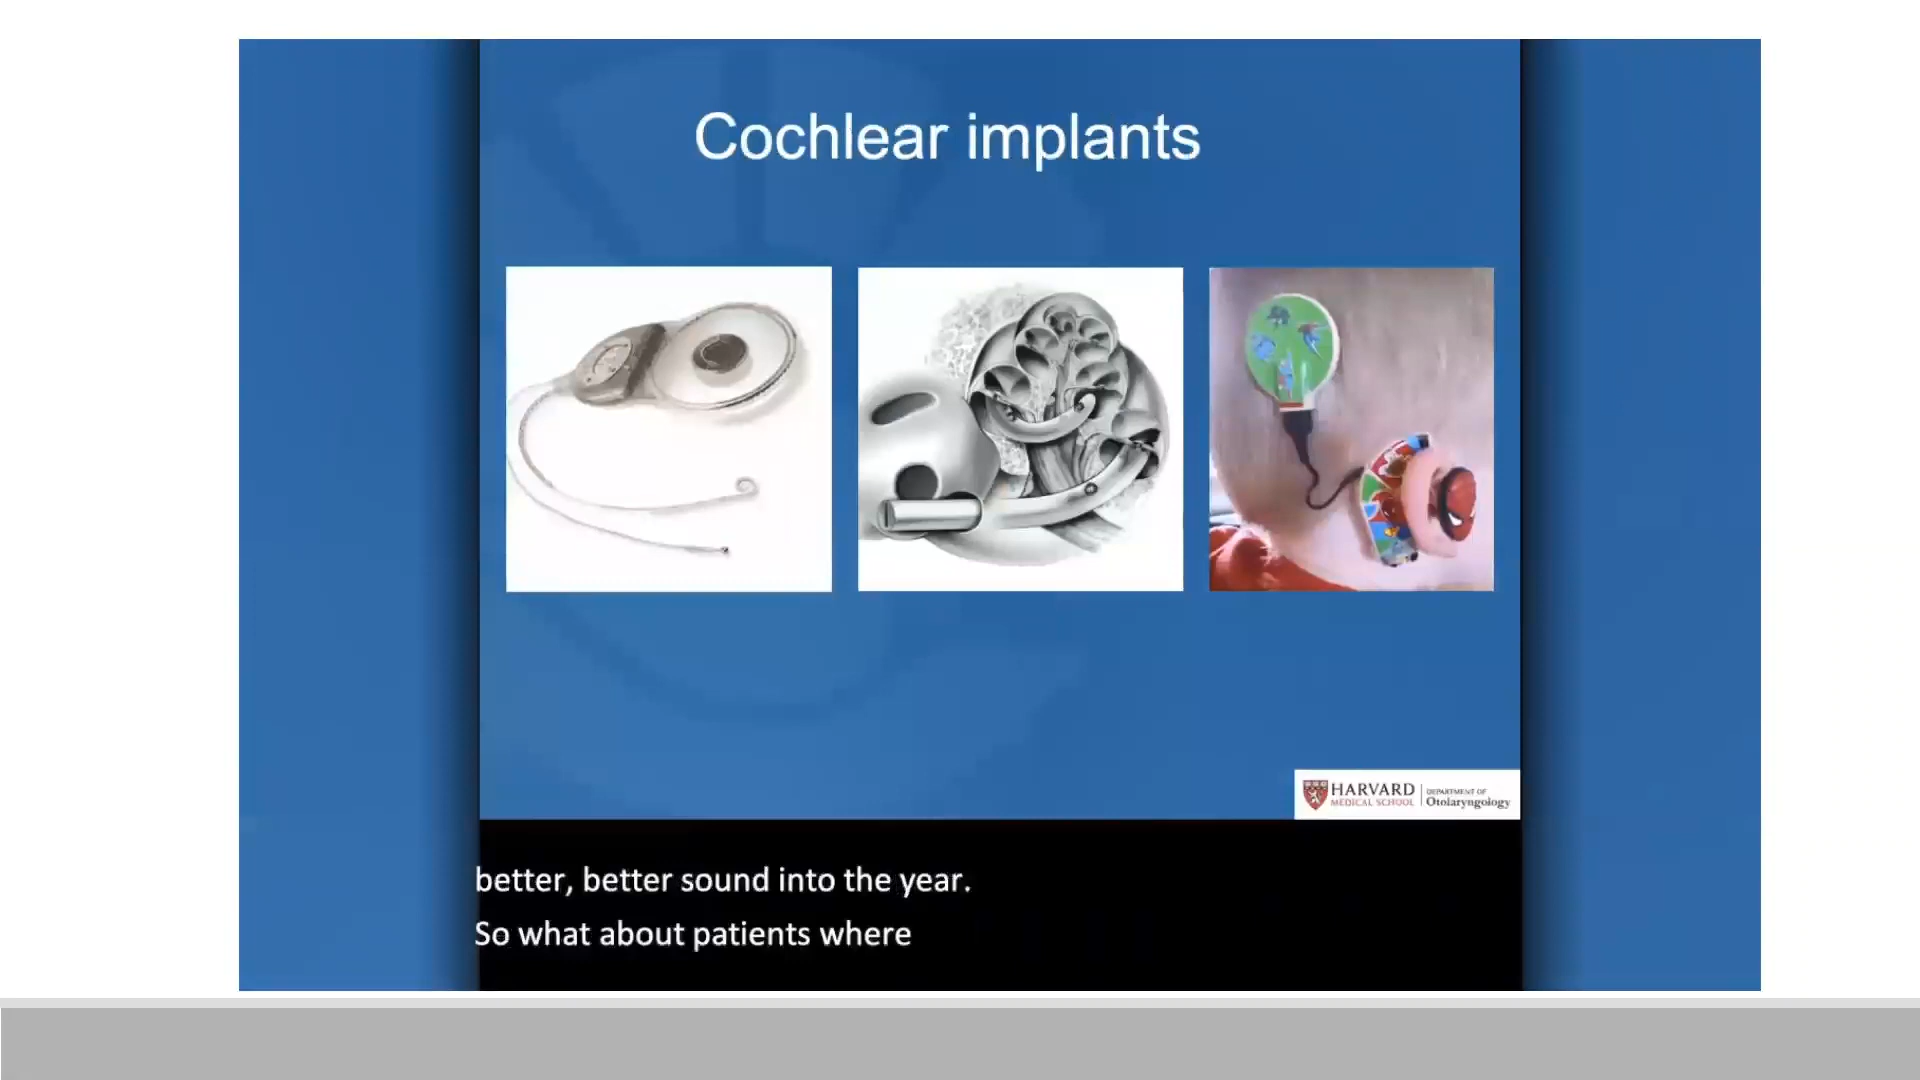 Cochlear implants
HARVARD
MEDICAL SCHOOL
DEPARTMENT OF
Otolaryngology
better, better sound into the year.
So what about patients where